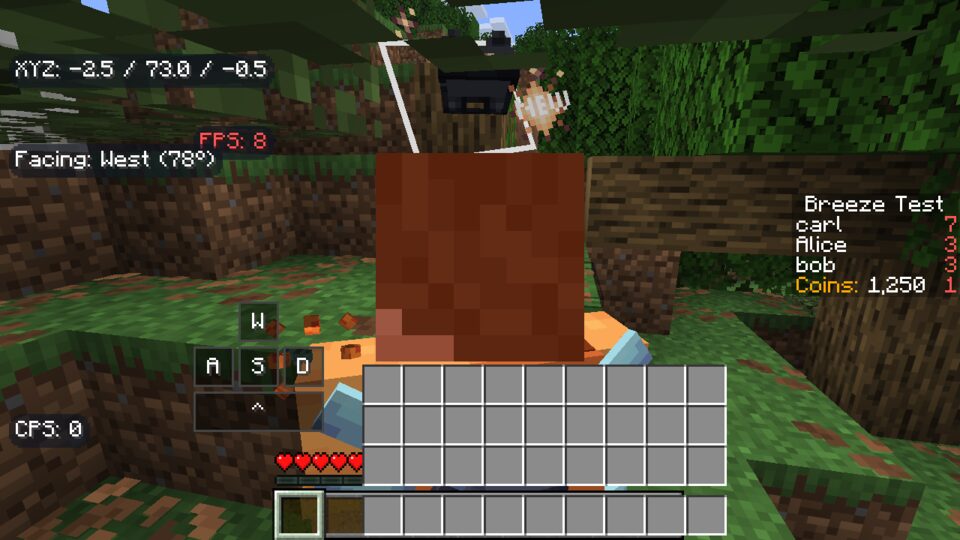 XYZ: -2.5 / 73.0 / -0.5
FPS: 8
Facing: West (78°)
NEW
Breeze Test
carl 7
Alice 3
bob 3
Coins: 1,250 1
W
A S D
^
CPS: 0